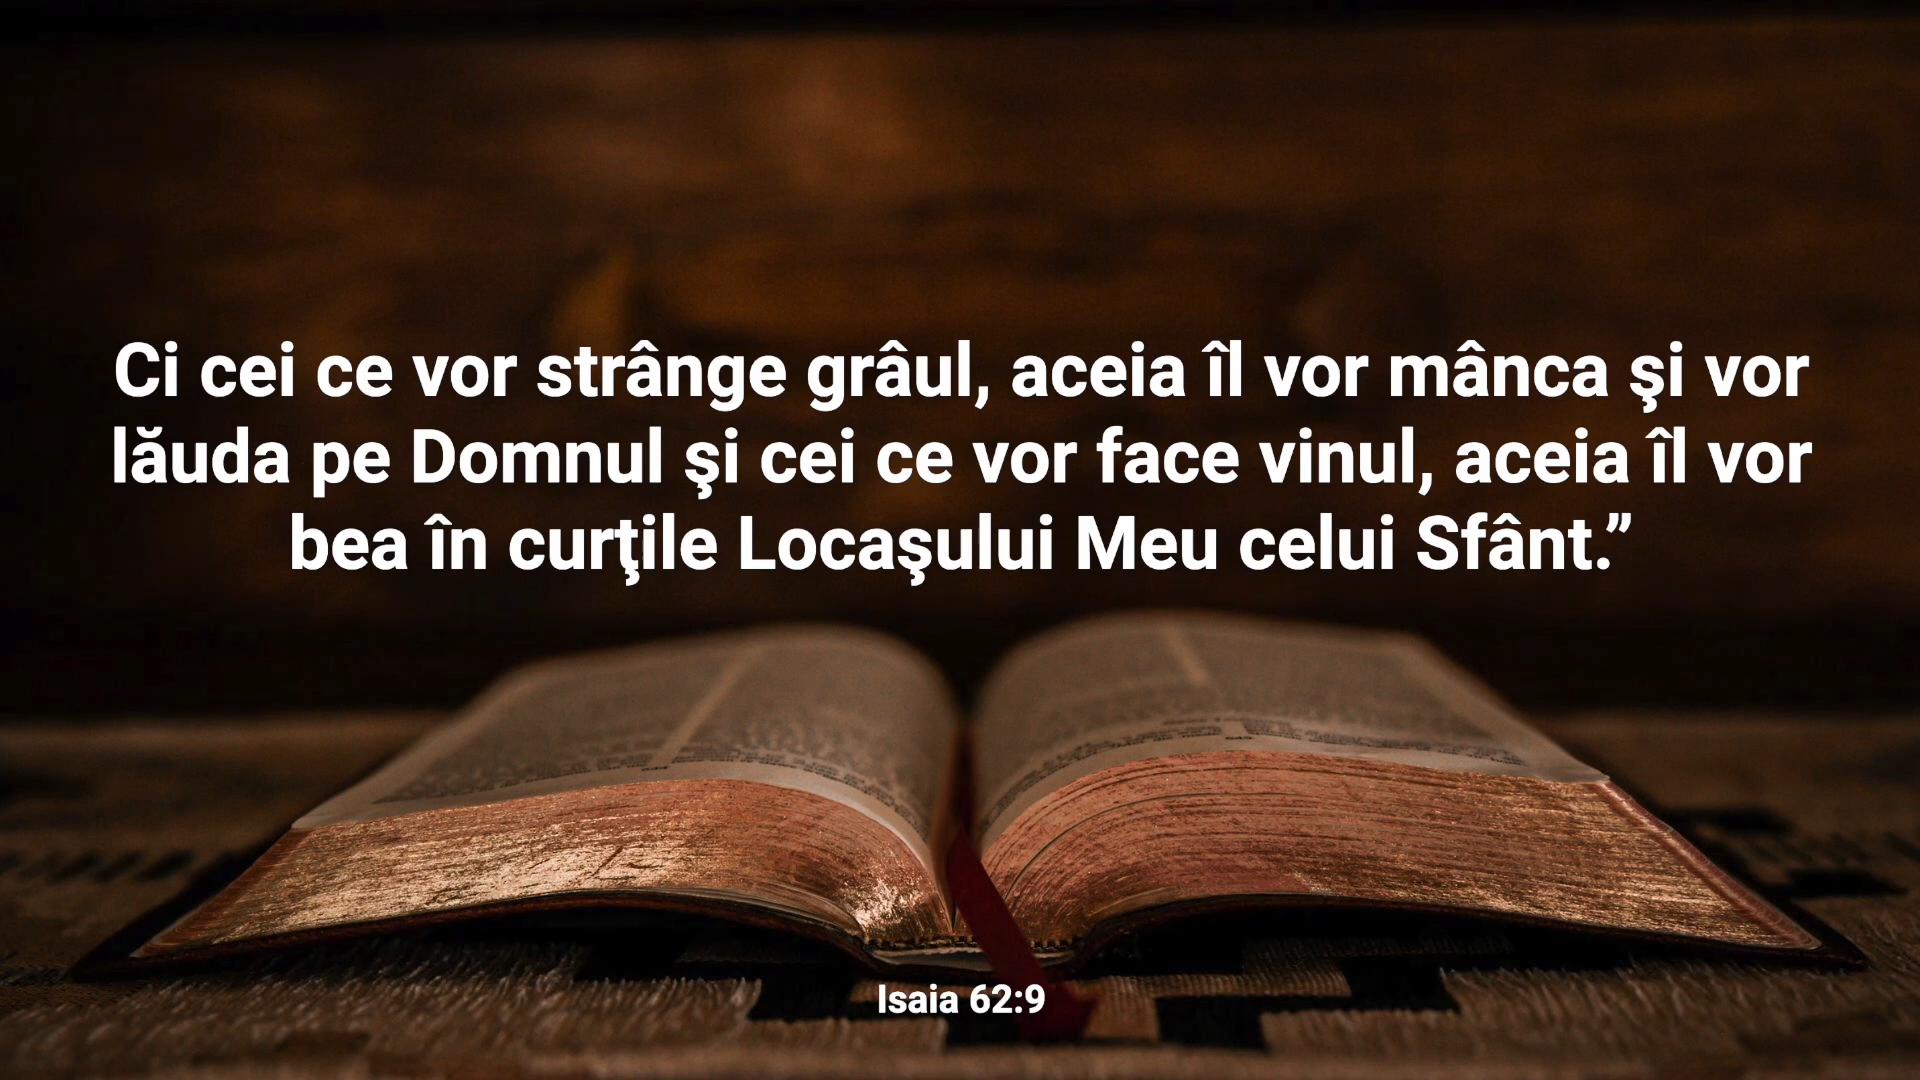 Ci cei ce vor strânge grâul, aceia îl vor mânca şi vor
lăuda pe Domnul şi cei ce vor face vinul, aceia îl vor
bea în curţile Locaşului Meu celui Sfânt.”
Isaia 62:9